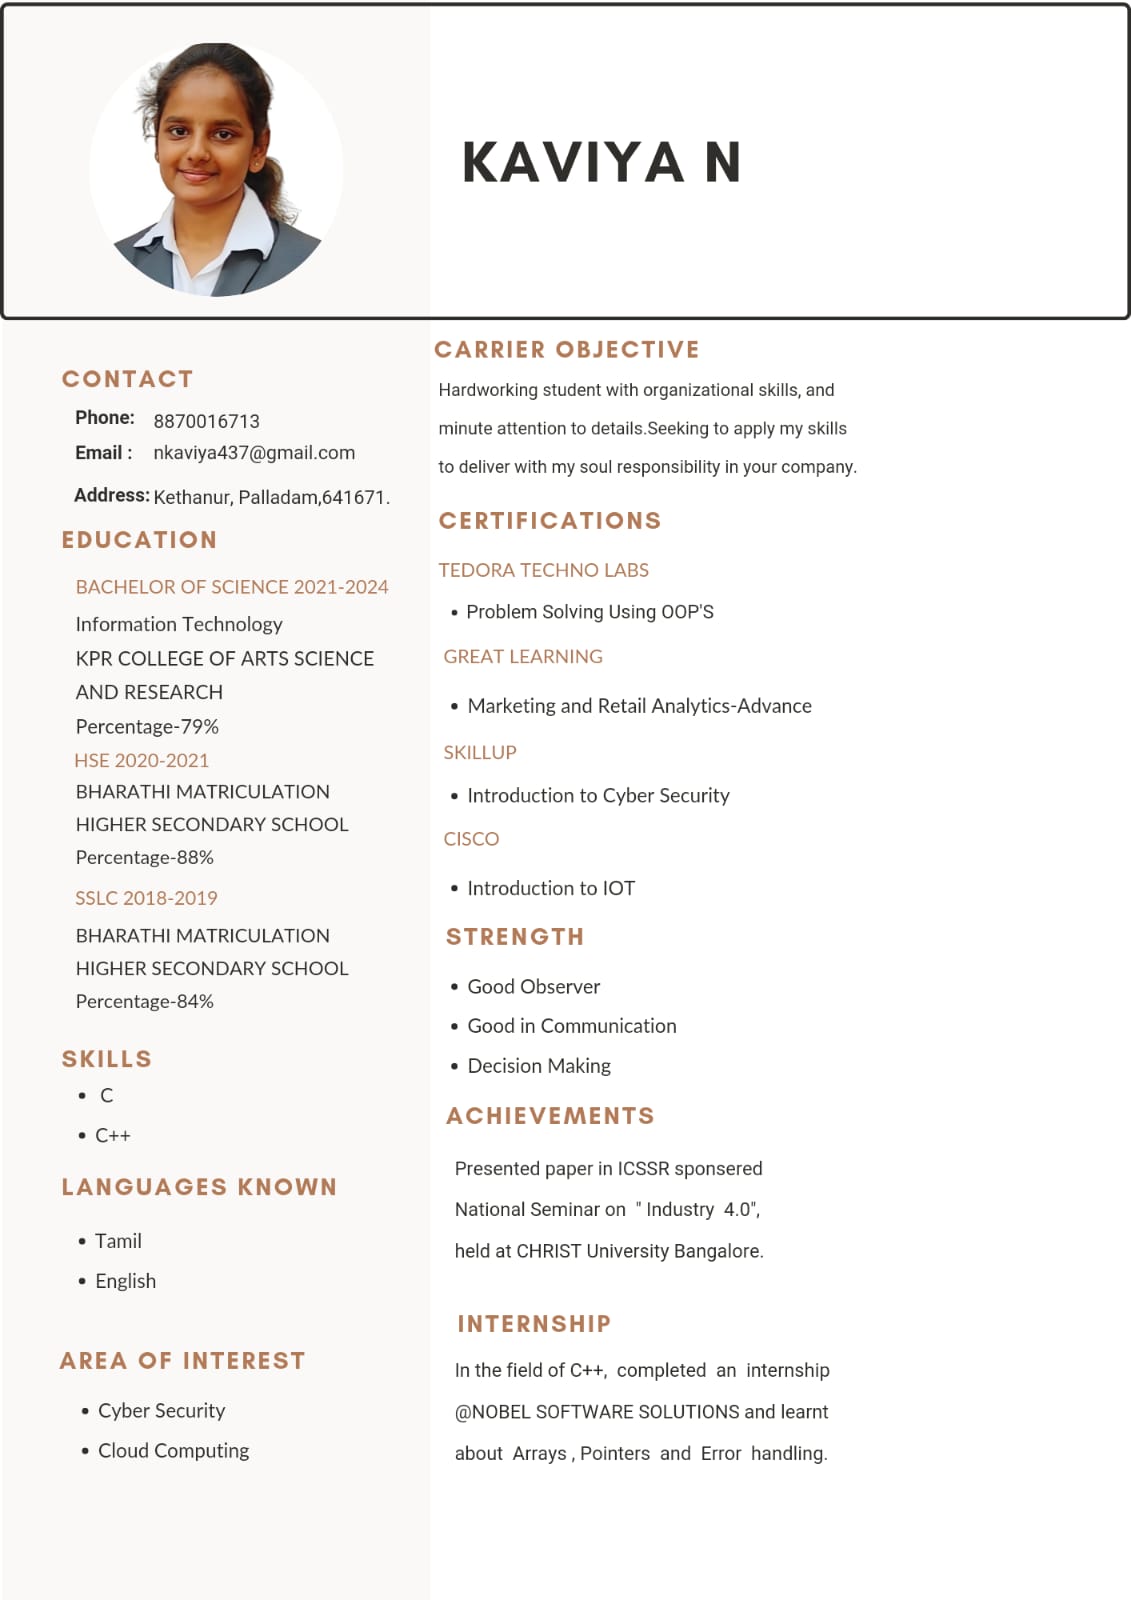 KAVIYA N
CONTACT
Phone: 8870016713
Email : nkaviya437@gmail.com
Address: Kethanur, Palladam,641671.
EDUCATION
BACHELOR OF SCIENCE 2021-2024
Information Technology
KPR COLLEGE OF ARTS SCIENCE
AND RESEARCH
Percentage-79%
HSE 2020-2021
BHARATHI MATRICULATION
HIGHER SECONDARY SCHOOL
Percentage-88%
SSLC 2018-2019
BHARATHI MATRICULATION
HIGHER SECONDARY SCHOOL
Percentage-84%
SKILLS
• C
• C++
LANGUAGES KNOWN
• Tamil
• English
AREA OF INTEREST
• Cyber Security
• Cloud Computing
CARRIER OBJECTIVE
Hardworking student with organizational skills, and
minute attention to details.Seeking to apply my skills
to deliver with my soul responsibility in your company.
CERTIFICATIONS
TEDORA TECHNO LABS
• Problem Solving Using OOP'S
GREAT LEARNING
• Marketing and Retail Analytics-Advance
SKILLUP
• Introduction to Cyber Security
CISCO
• Introduction to IOT
STRENGTH
• Good Observer
• Good in Communication
• Decision Making
ACHIEVEMENTS
Presented paper in ICSSR sponsered
National Seminar on " Industry 4.0",
held at CHRIST University Bangalore.
INTERNSHIP
In the field of C++, completed an internship
@NOBEL SOFTWARE SOLUTIONS and learnt
about Arrays , Pointers and Error handling.